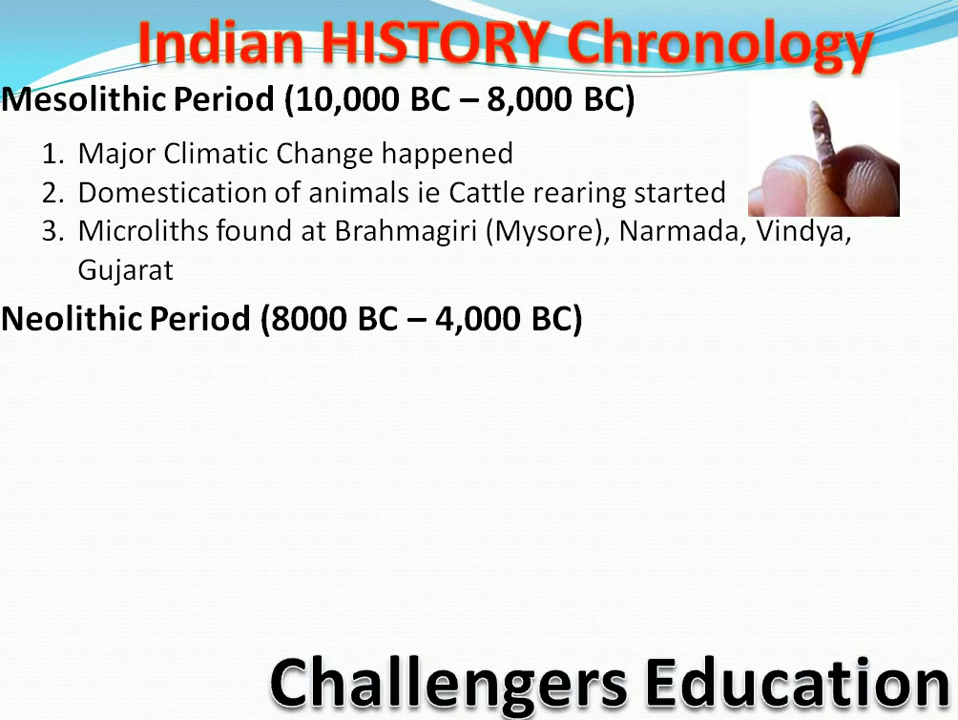 Indian HISTORY Chronology
Mesolithic Period (10,000 BC – 8,000 BC)
1. Major Climatic Change happened
2. Domestication of animals ie Cattle rearing started
3. Microliths found at Brahmagiri (Mysore), Narmada, Vindya,
Gujarat
Neolithic Period (8000 BC – 4,000 BC)
Challengers Education